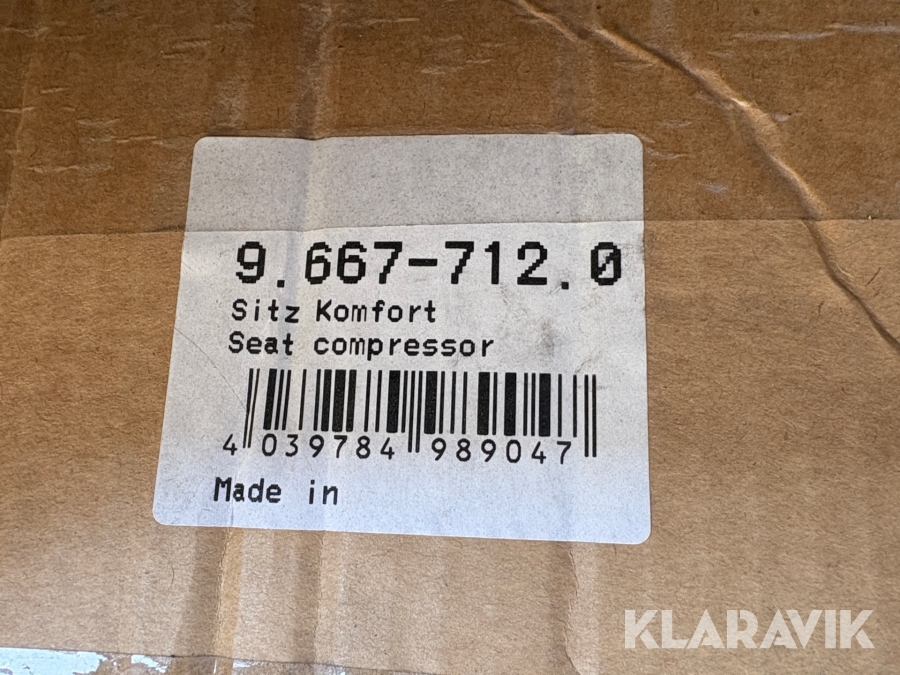 9.667-712.0
Sitz Komfort
Seat compressor
4 039784 989047
Made in
KLARAVIK